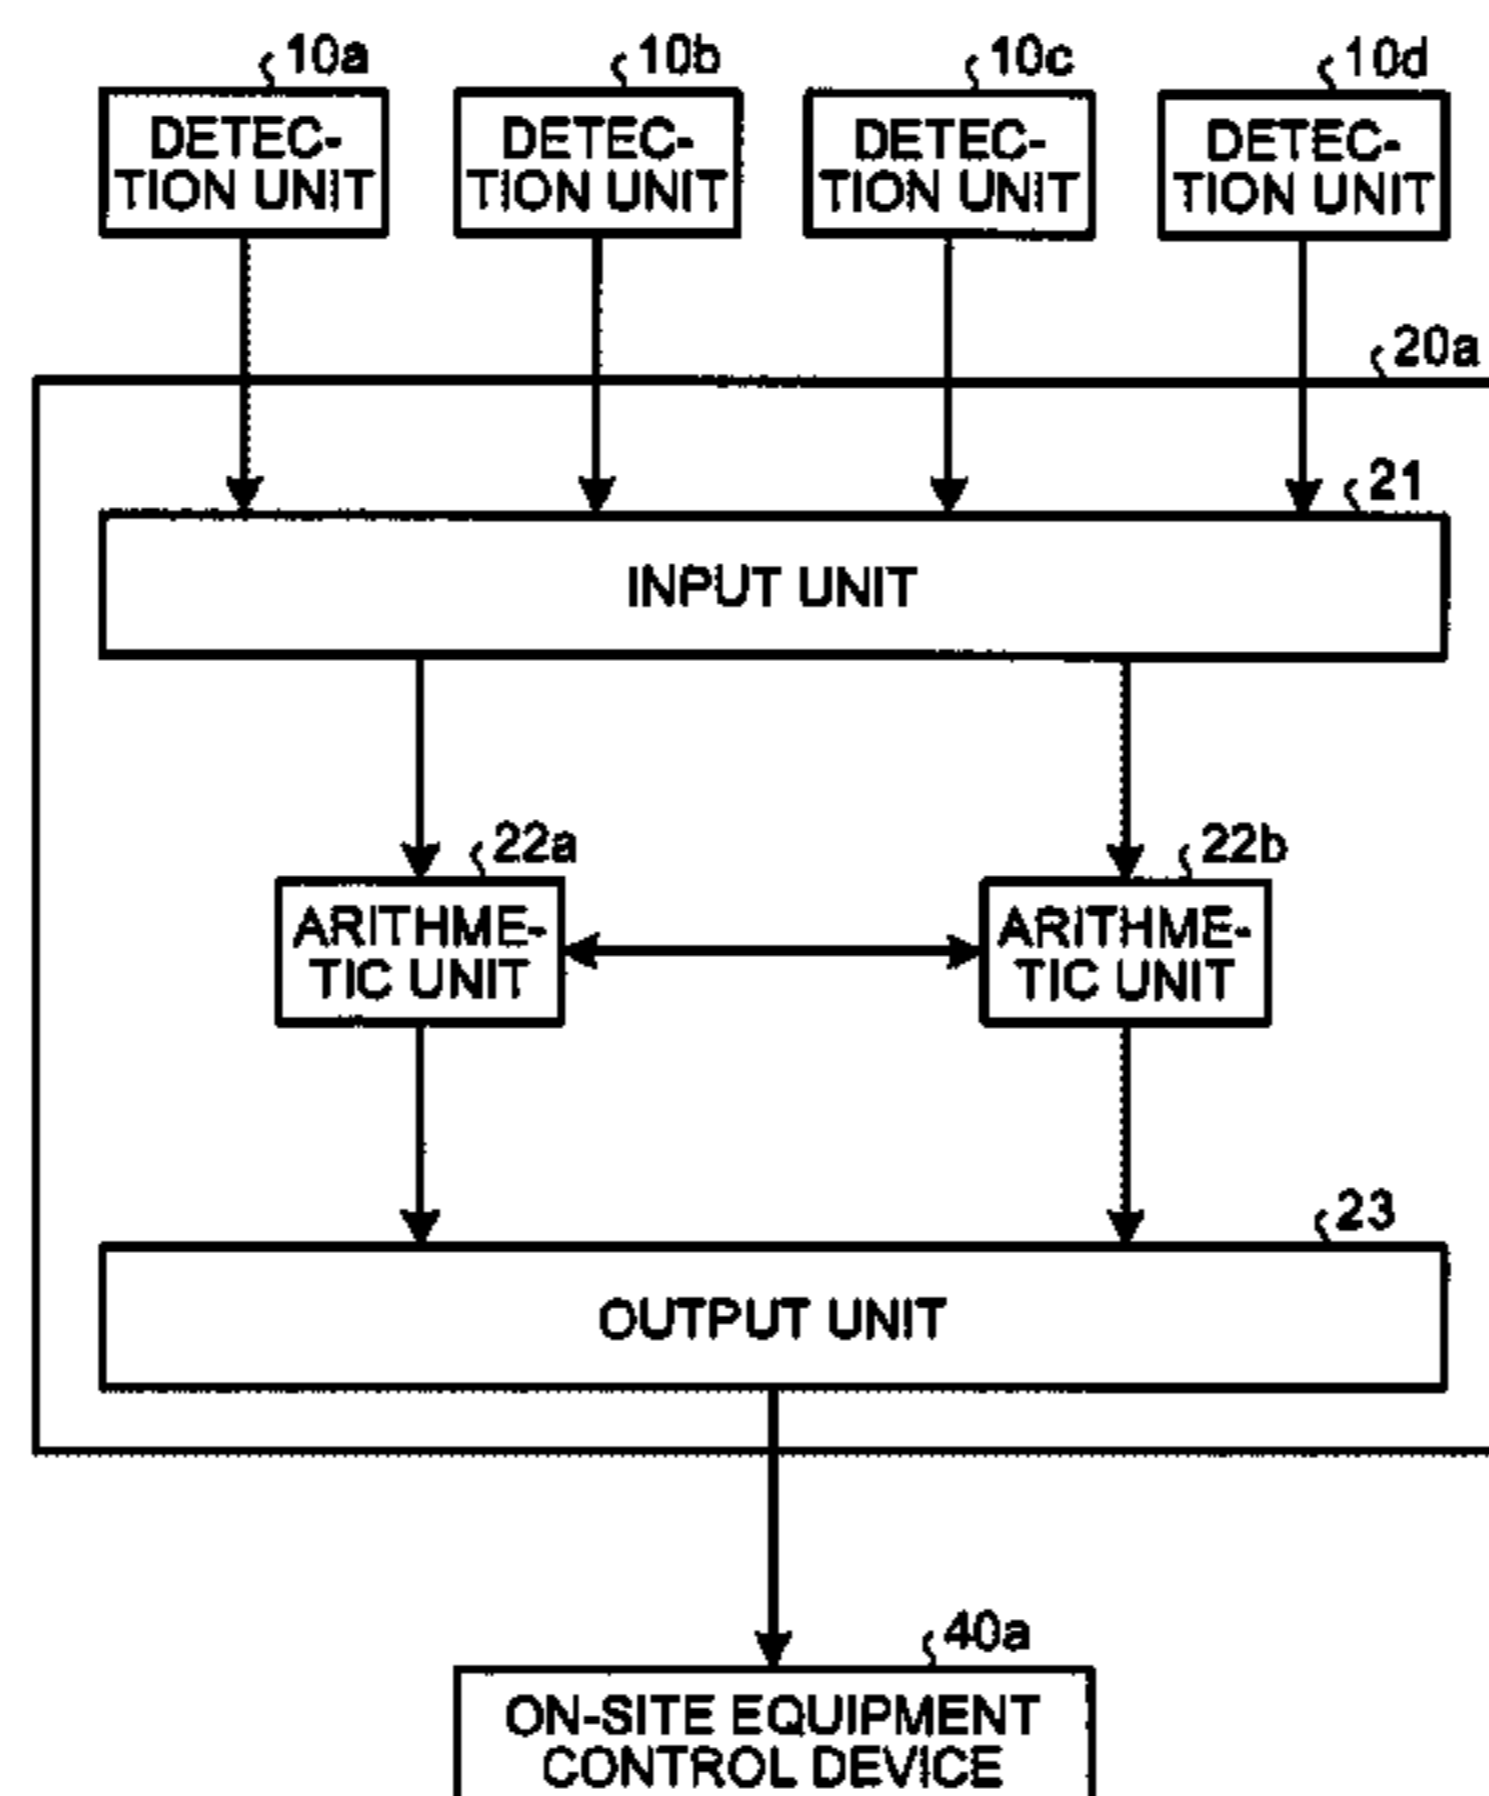 10a
10b
10c
10d
DETEC-
TION UNIT
DETEC-
TION UNIT
DETEC-
TION UNIT
DETEC-
TION UNIT
20a
21
INPUT UNIT
22a
22b
ARITHME-
TIC UNIT
ARITHME-
TIC UNIT
23
OUTPUT UNIT
40a
ON-SITE EQUIPMENT
CONTROL DEVICE